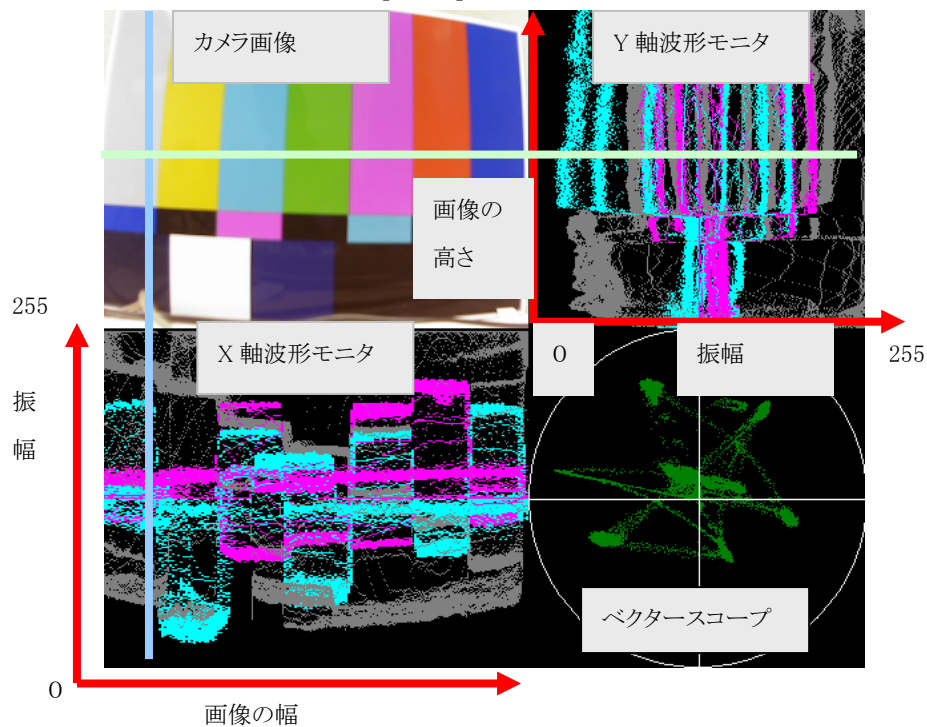 カメラ画像
Y 軸波形モニタ
画像の
高さ
255
X 軸波形モニタ
0
振幅
255
振
幅
ベクタースコープ
0
画像の幅